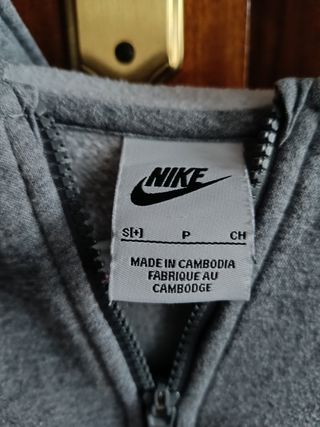 NIKE
S[+] P CH
MADE IN CAMBODIA
FABRIQUE AU
CAMBODGE